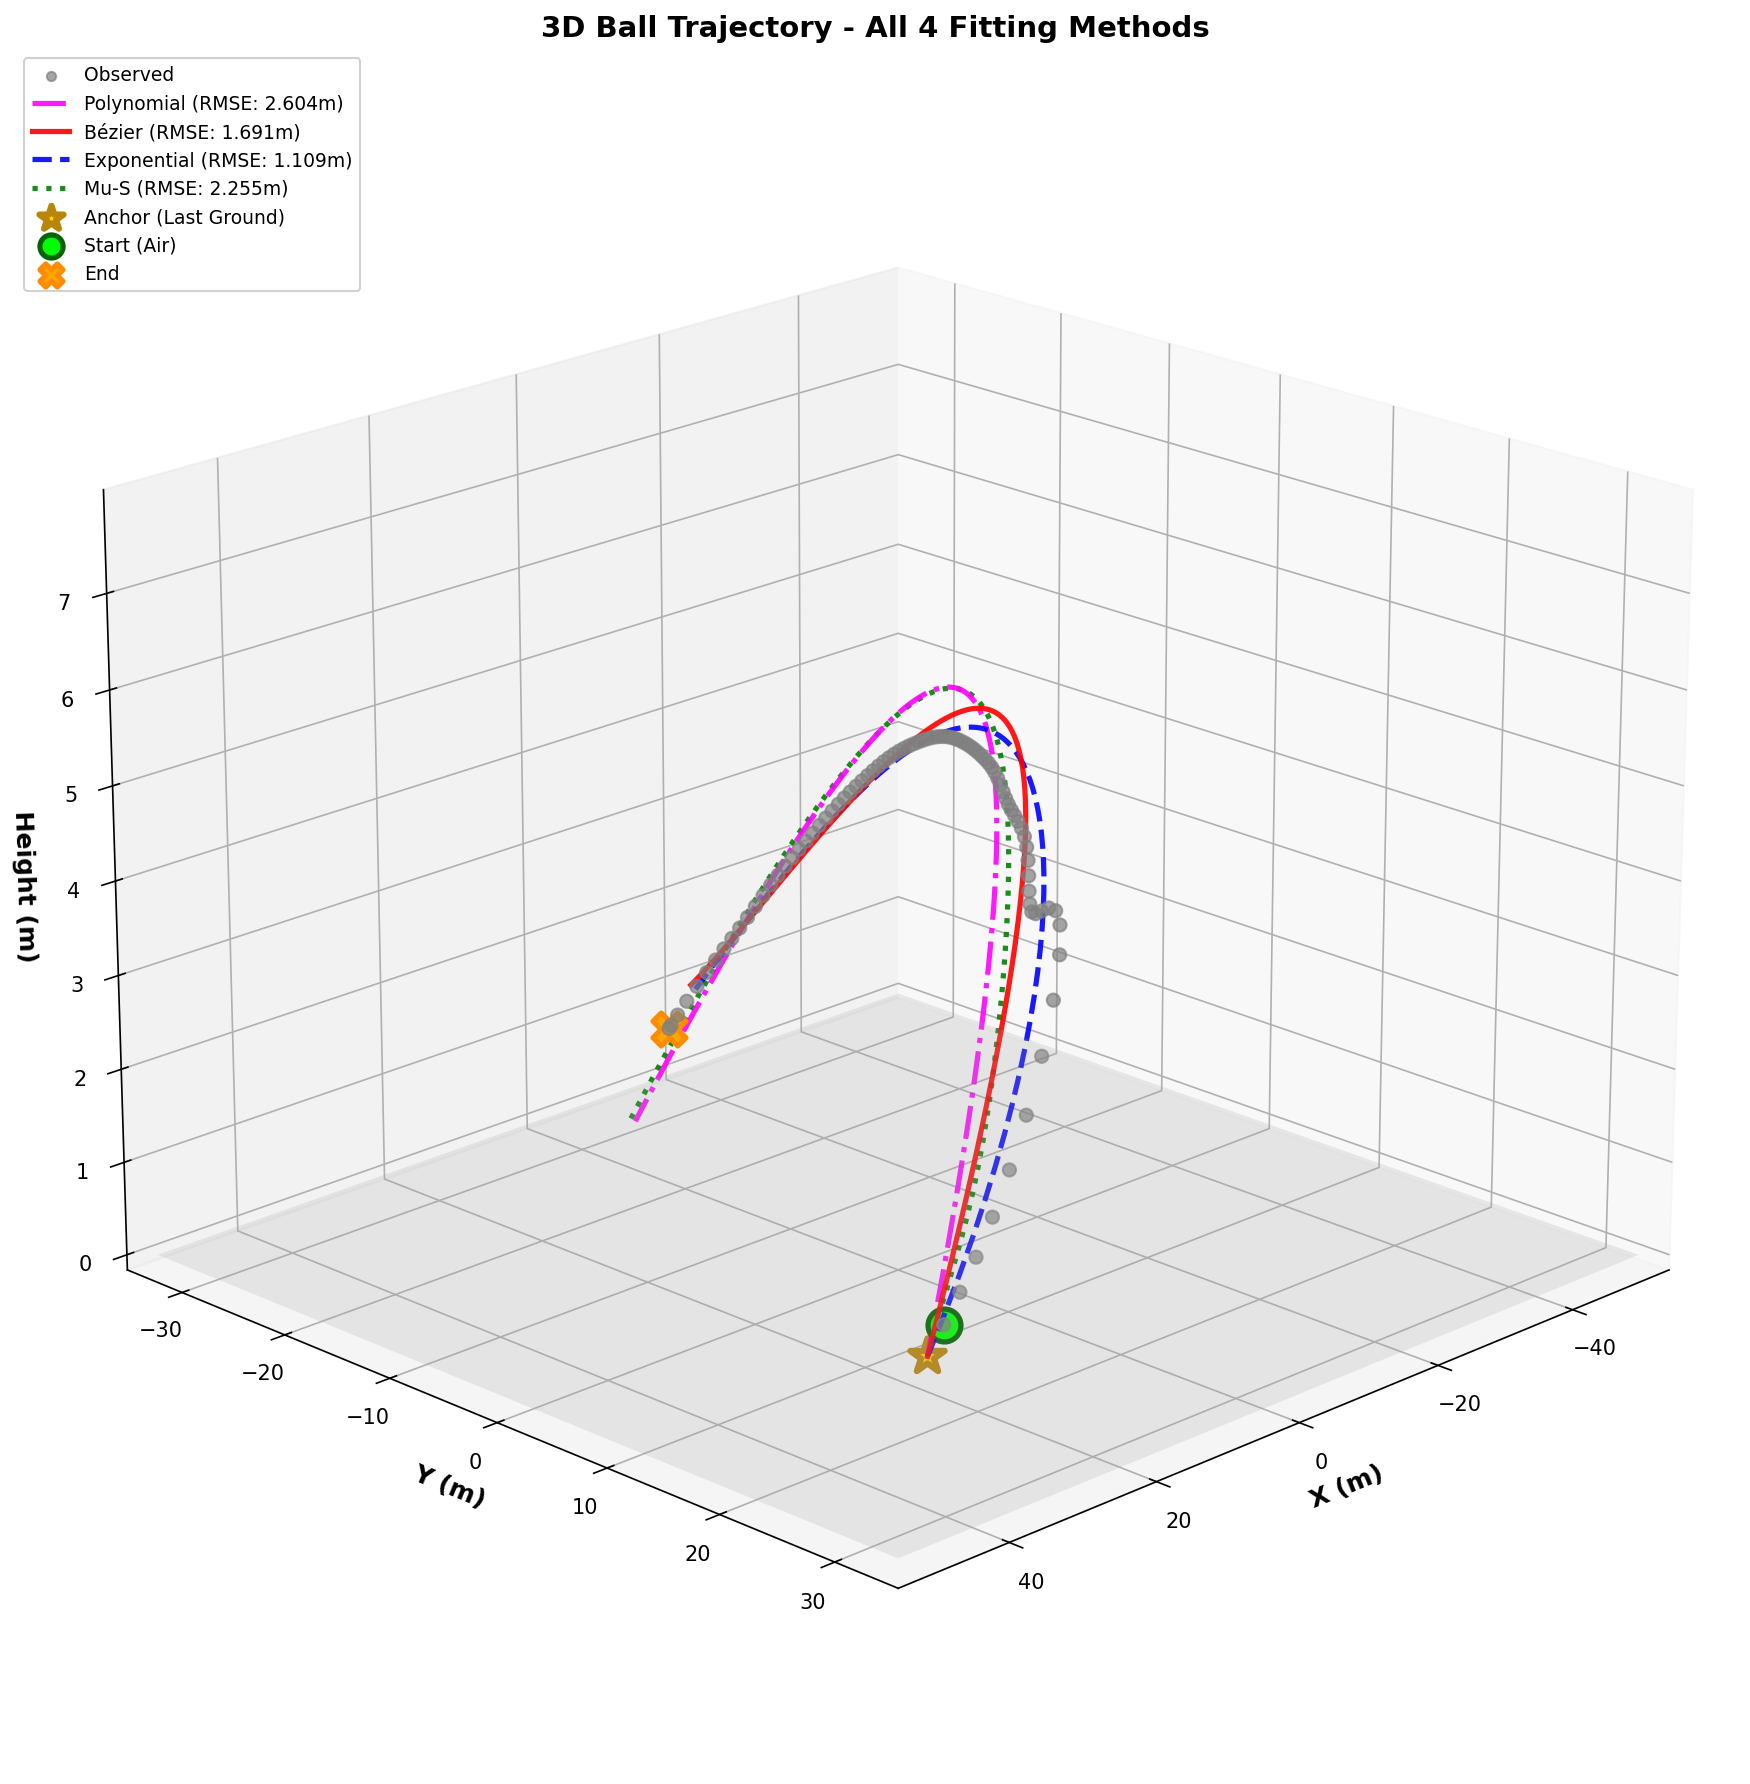 3D Ball Trajectory - All 4 Fitting Methods
Observed
Polynomial (RMSE: 2.604m)
Bézier (RMSE: 1.691m)
Exponential (RMSE: 1.109m)
Mu-S (RMSE: 2.255m)
Anchor (Last Ground)
Start (Air)
End
Height (m)
7
6
5
4
3
2
1
0
Y (m)
−30
−20
−10
0
10
20
30
X (m)
40
20
0
−20
−40